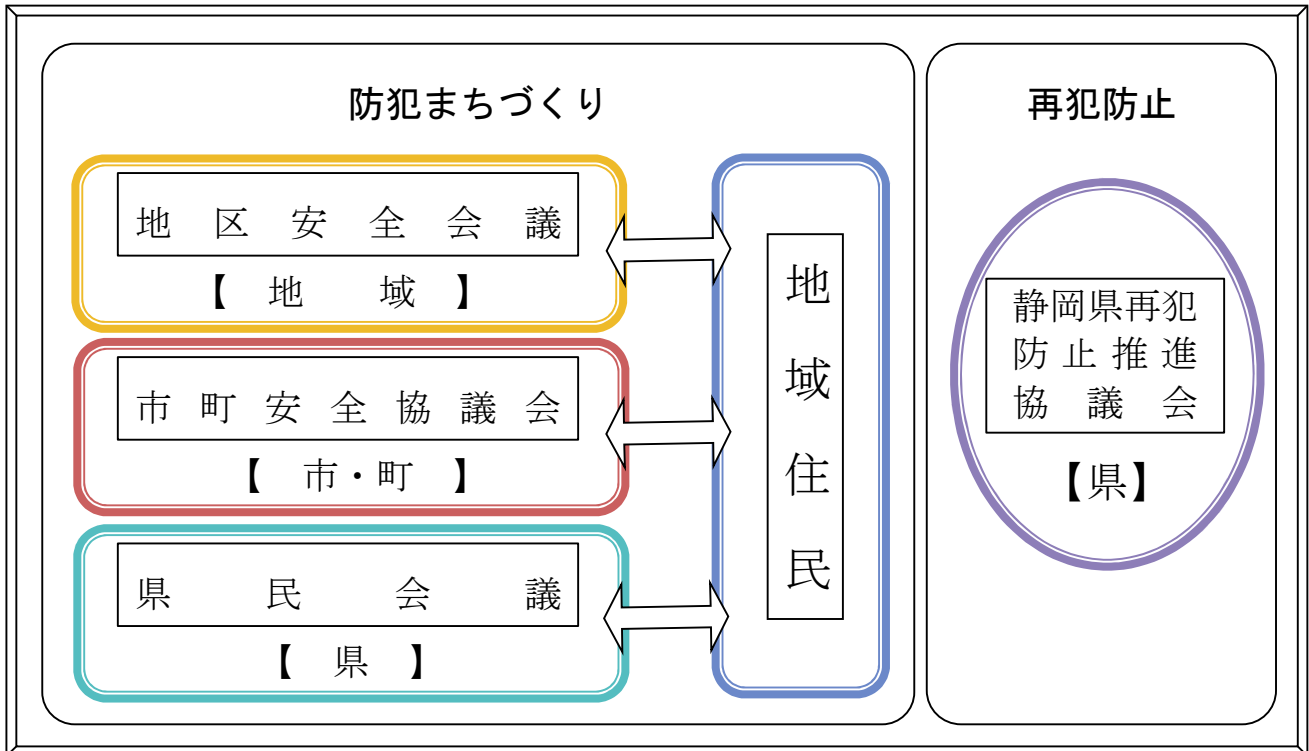 防犯まちづくり
地区安全会議
【地域】
市町安全協議会
【市・町】
県民会議
【県】
地域住民
再犯防止
静岡県再犯
防止推進
協議会
【県】